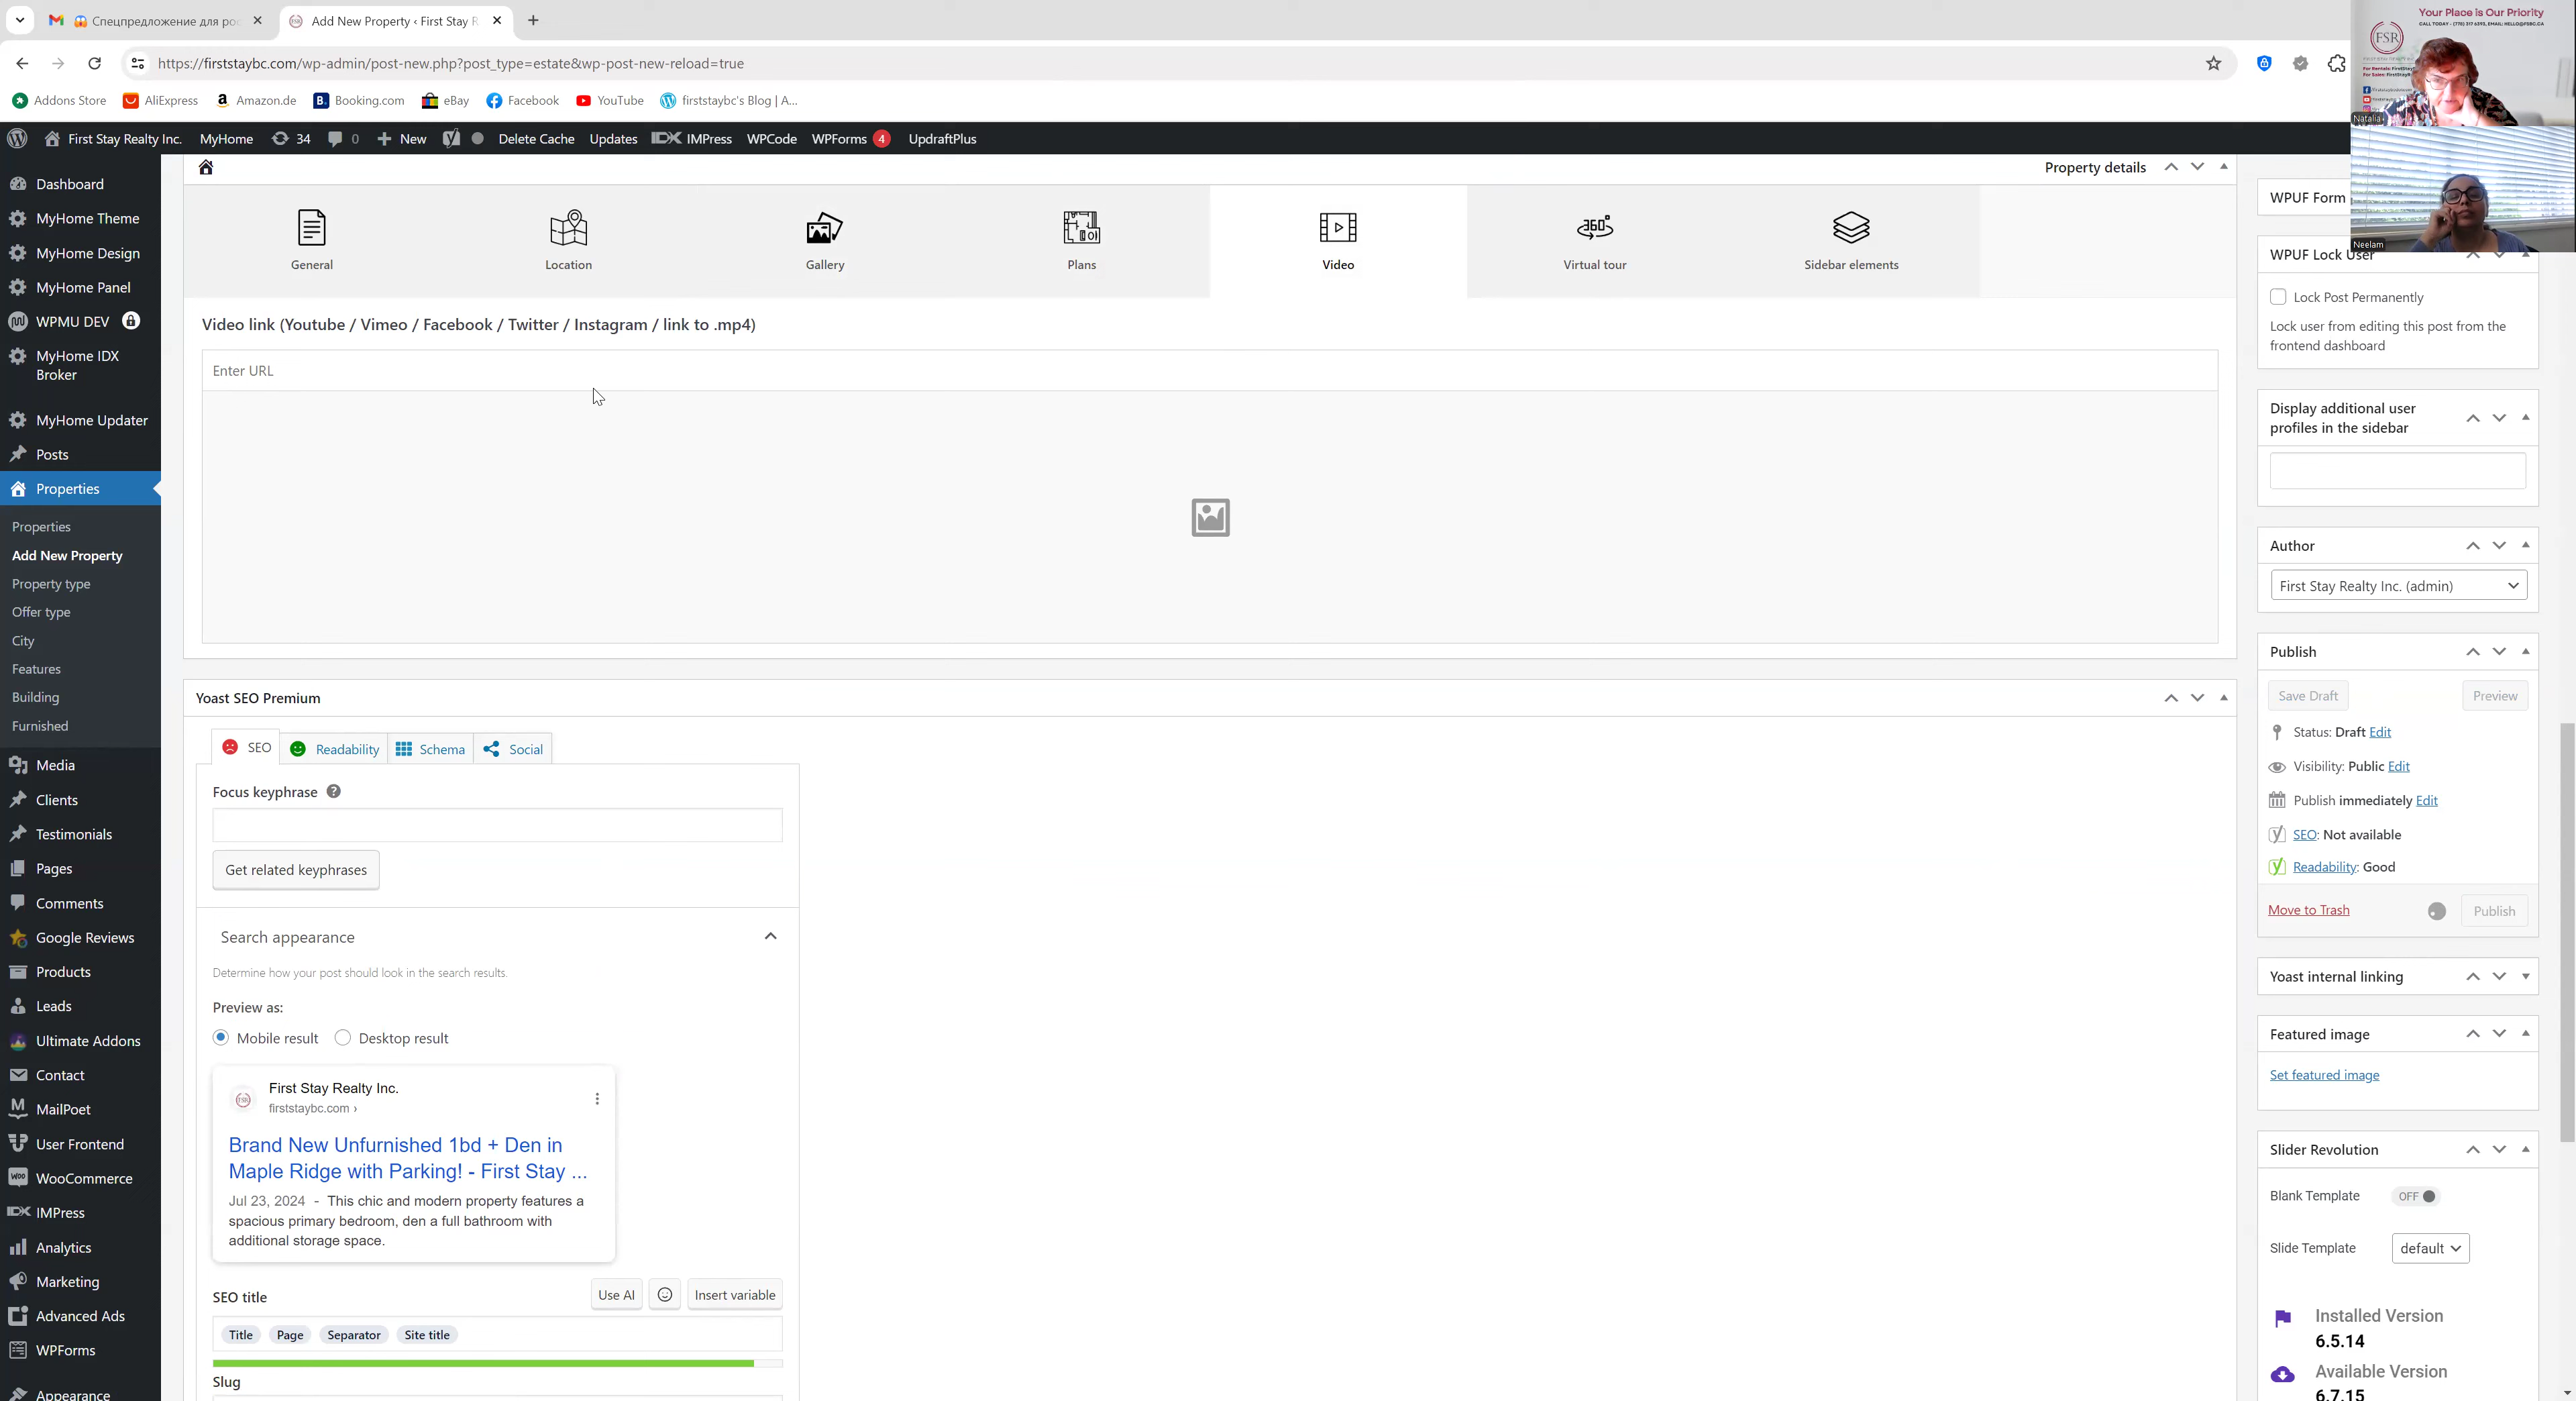 Спецпредложение для рос
Add New Property ‹ First Stay R
https://firststaybc.com/wp-admin/post-new.php?post_type=estate&wp-post-new-reload=true
Addons Store
AliExpress
Amazon.de
Booking.com
eBay
Facebook
YouTube
firststaybc's Blog | A...
Your Place is Our Priority
CALL TODAY - (778) 317 6393, EMAIL: HELLO@FSBC.CA
FSR
Natalia
Neelam
First Stay Realty Inc.
MyHome
34
0
New
Delete Cache
Updates
IDX IMPress
WPCode
WPForms 4
UpdraftPlus
Dashboard
MyHome Theme
MyHome Design
MyHome Panel
WPMU DEV
MyHome IDX
Broker
MyHome Updater
Posts
Properties
Properties
Add New Property
Property type
Offer type
City
Features
Building
Furnished
Media
Clients
Testimonials
Pages
Comments
Google Reviews
Products
Leads
Ultimate Addons
Contact
MailPoet
User Frontend
WooCommerce
IDX IMPress
Analytics
Marketing
Advanced Ads
WPForms
Appearance
Property details
General
Location
Gallery
Plans
Video
360°
Virtual tour
Sidebar elements
Video link (Youtube / Vimeo / Facebook / Twitter / Instagram / link to .mp4)
Enter URL
Yoast SEO Premium
SEO
Readability
Schema
Social
Focus keyphrase
Get related keyphrases
Search appearance
Determine how your post should look in the search results.
Preview as:
Mobile result
Desktop result
First Stay Realty Inc.
firststaybc.com ›
Brand New Unfurnished 1bd + Den in
Maple Ridge with Parking! - First Stay ...
Jul 23, 2024 - This chic and modern property features a
spacious primary bedroom, den a full bathroom with
additional storage space.
SEO title
Use AI
Insert variable
Title
Page
Separator
Site title
Slug
WPUF Form
WPUF Lock User
Lock Post Permanently
Lock user from editing this post from the
frontend dashboard
Display additional user
profiles in the sidebar
Author
First Stay Realty Inc. (admin)
Publish
Save Draft
Preview
Status: Draft Edit
Visibility: Public Edit
Publish immediately Edit
SEO: Not available
Readability: Good
Move to Trash
Publish
Yoast internal linking
Featured image
Set featured image
Slider Revolution
Blank Template
OFF
Slide Template
default
Installed Version
6.5.14
Available Version
6.7.15